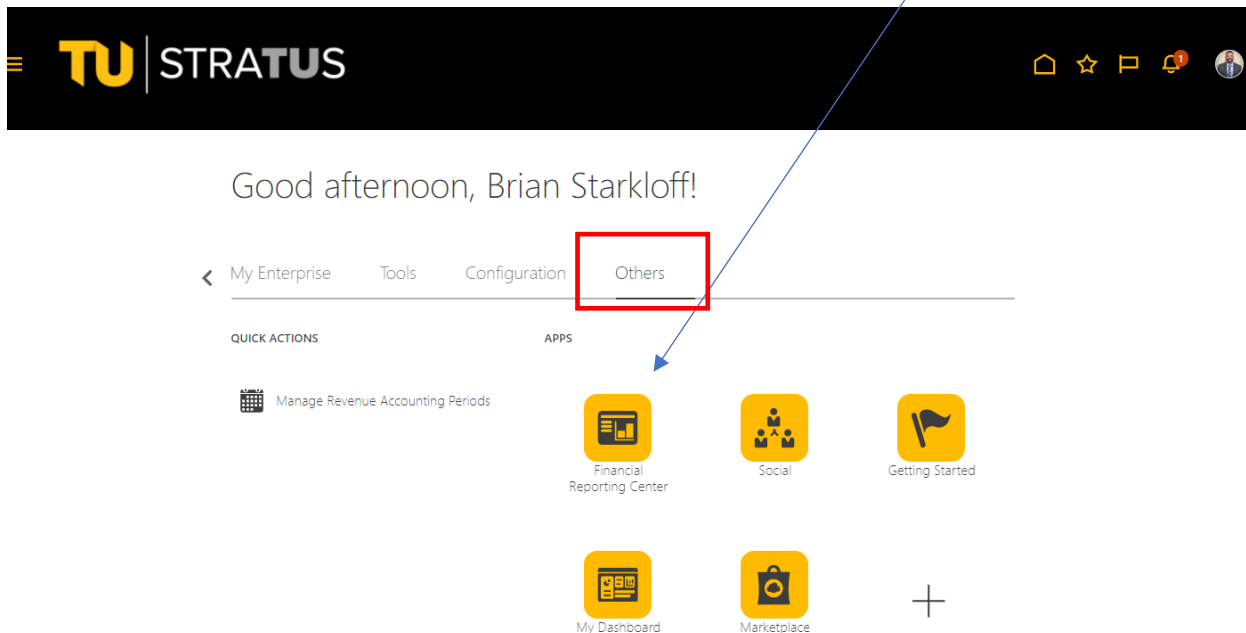 TU STRATUS
1
Good afternoon, Brian Starkloff!
My Enterprise Tools Configuration Others
QUICK ACTIONS APPS
Manage Revenue Accounting Periods
Financial
Reporting Center
Social
Getting Started
My Dashboard
Marketplace